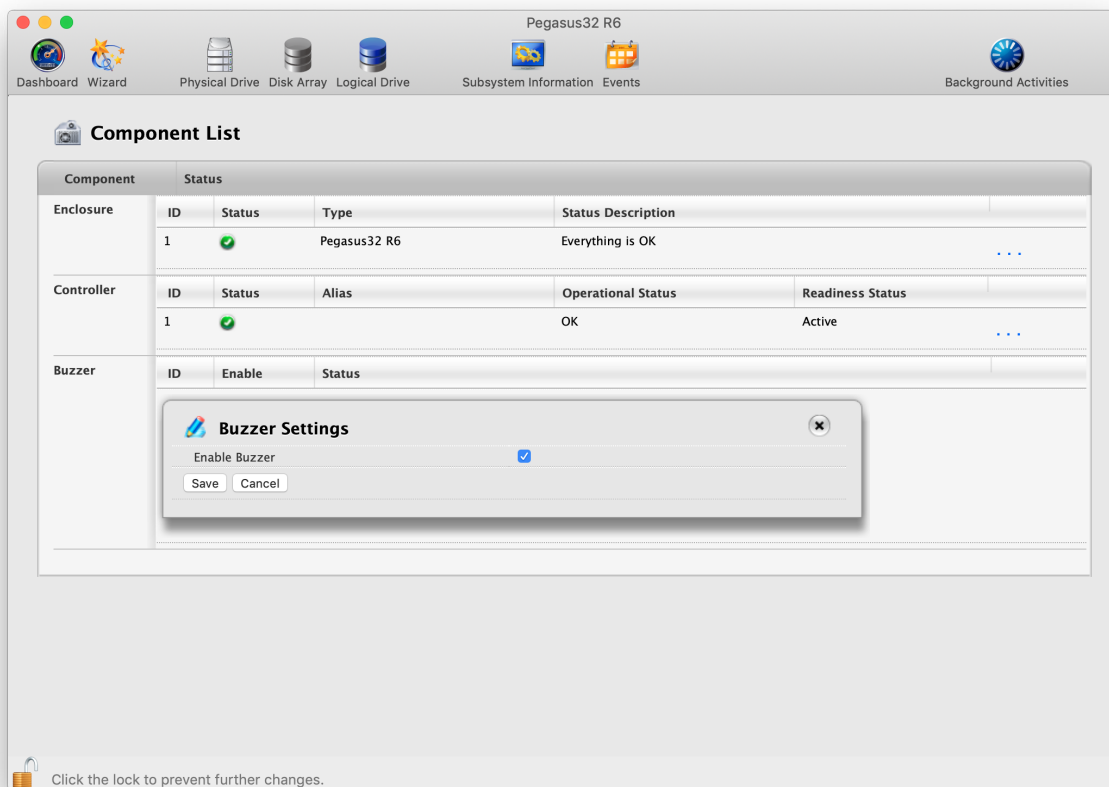 Pegasus32 R6
Dashboard Wizard Physical Drive Disk Array Logical Drive Subsystem Information Events Background Activities
Component List
Component Status
Enclosure ID Status Type Status Description
1 Pegasus32 R6 Everything is OK ...
Controller ID Status Alias Operational Status Readiness Status
1 OK Active ...
Buzzer ID Enable Status
Buzzer Settings
Enable Buzzer
Save Cancel
Click the lock to prevent further changes.